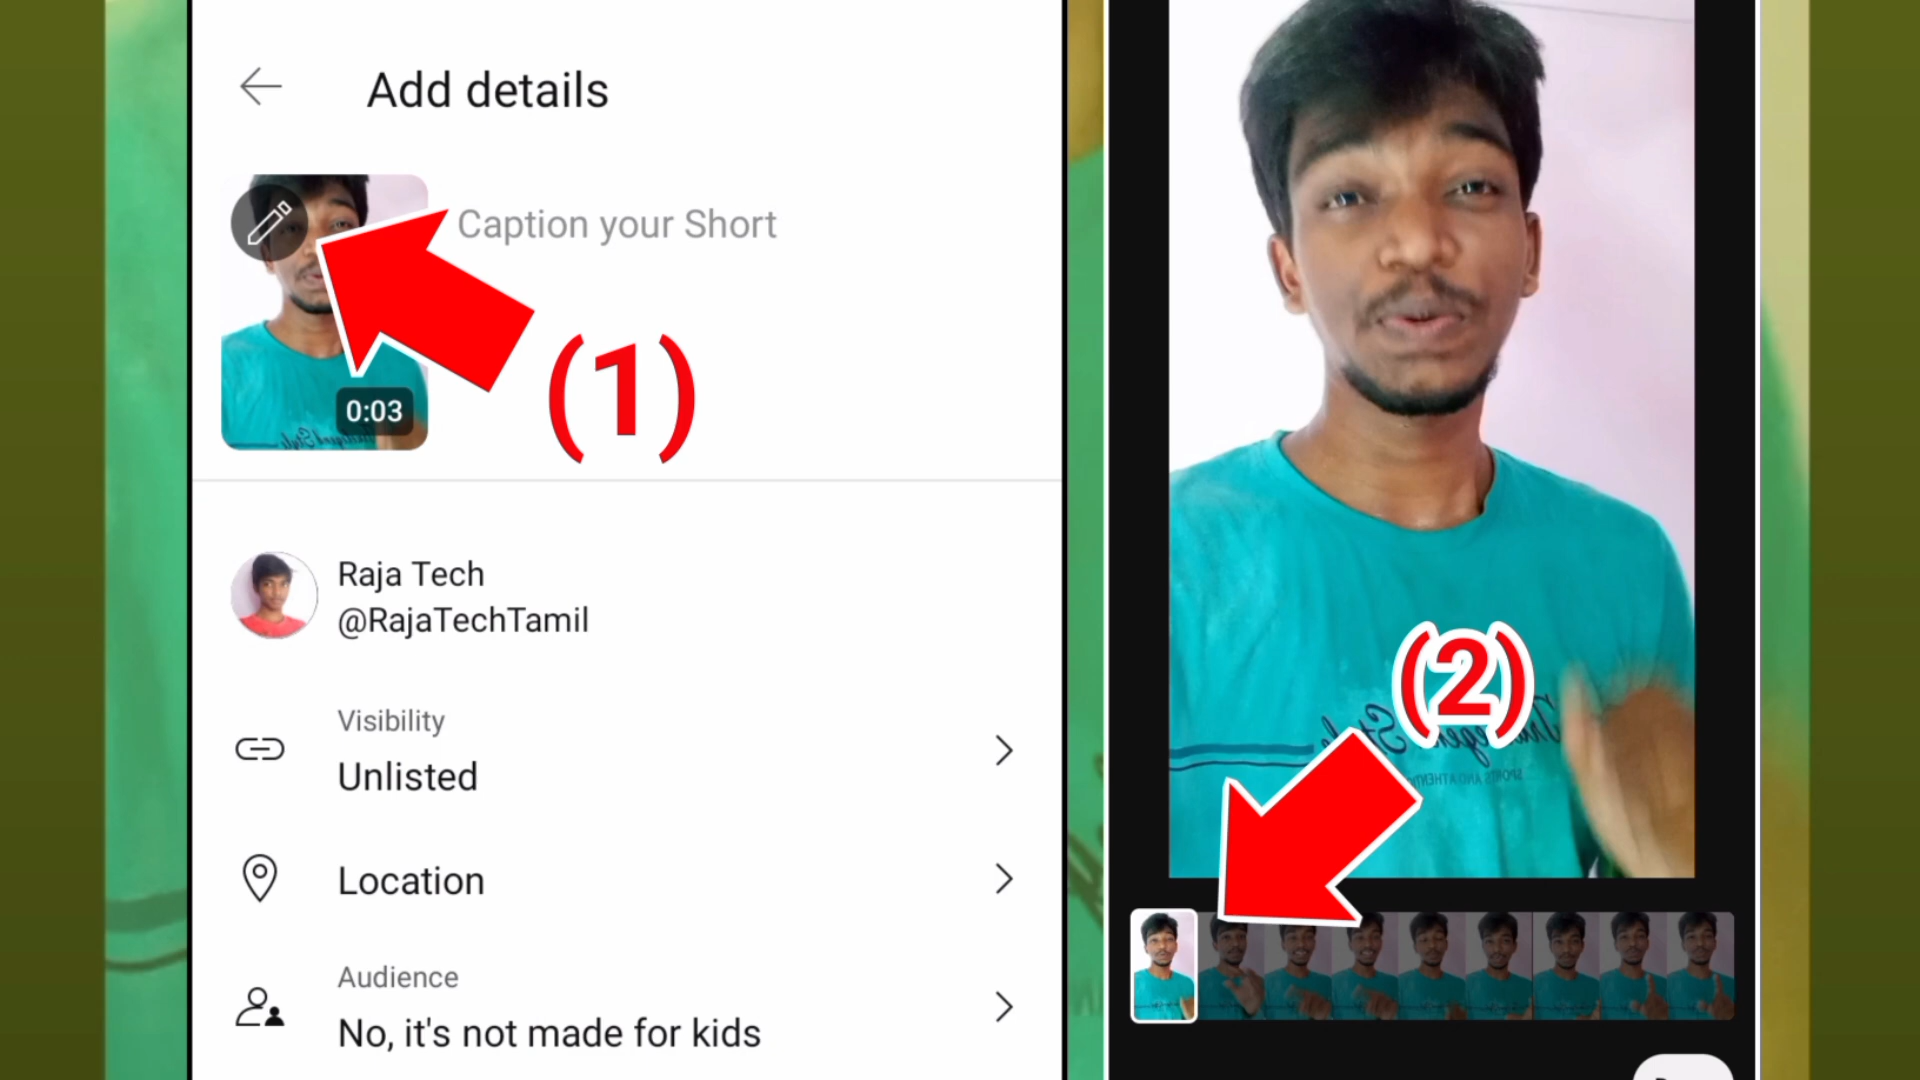 Add details
Caption your Short
(1)
0:03
Raja Tech
@RajaTechTamil
Visibility
Unlisted
Location
Audience
No, it's not made for kids
(2)